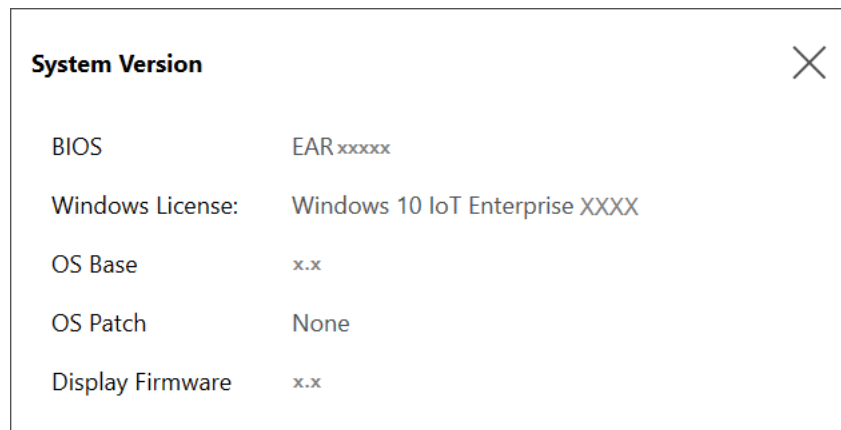 System Version
BIOS EAR xxxxx
Windows License: Windows 10 IoT Enterprise XXXX
OS Base x.x
OS Patch None
Display Firmware x.x